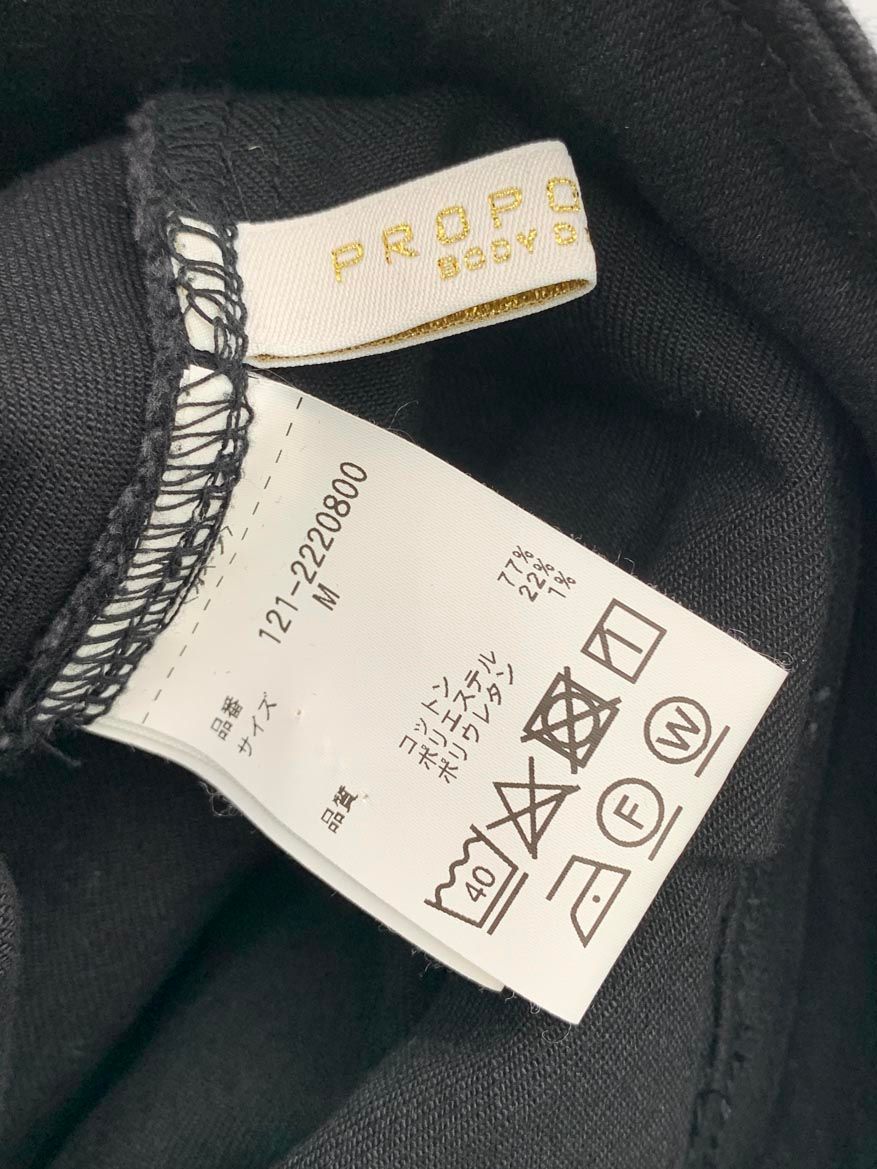 PROPO
BODY D
品番 121-2220800
サイズ M
品質
コットン 77%
ポリエステル 22%
ポリウレタン 1%
40
F
W